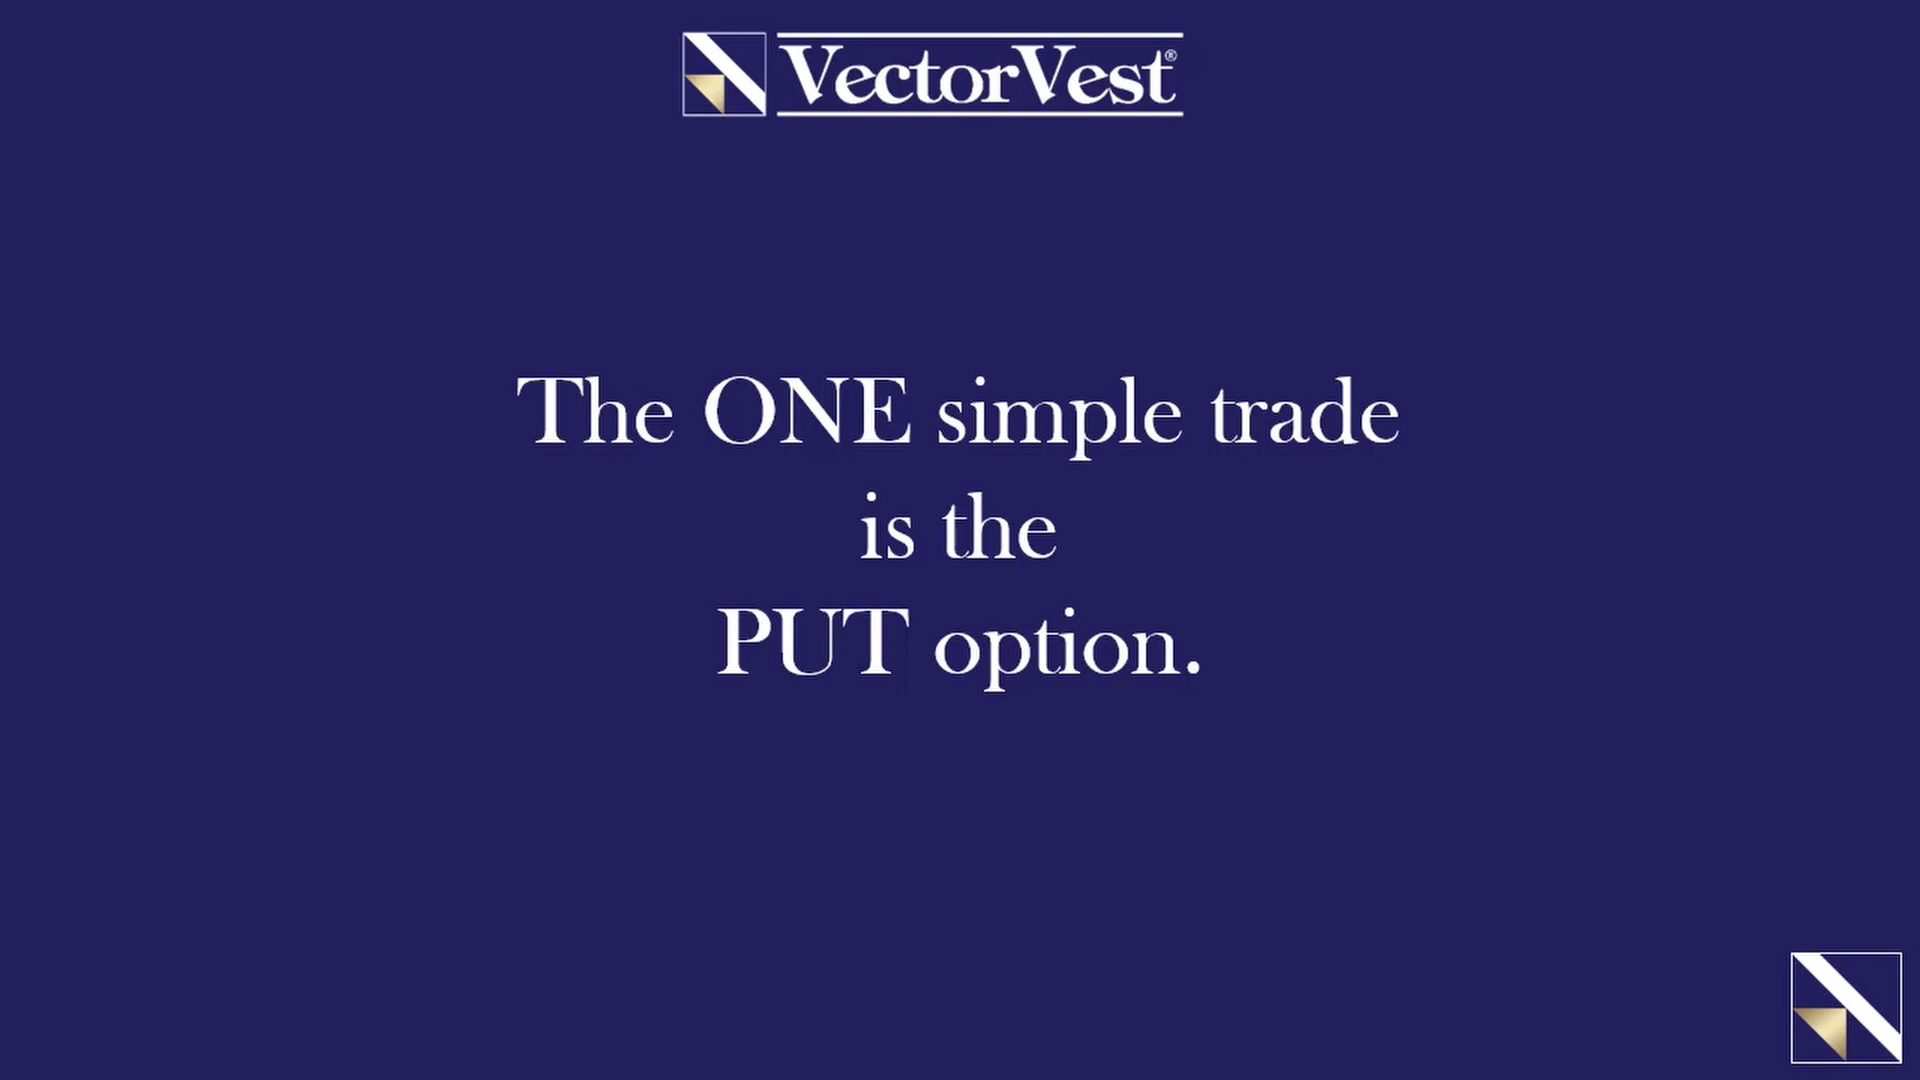 VectorVest®
The ONE simple trade
is the
PUT option.